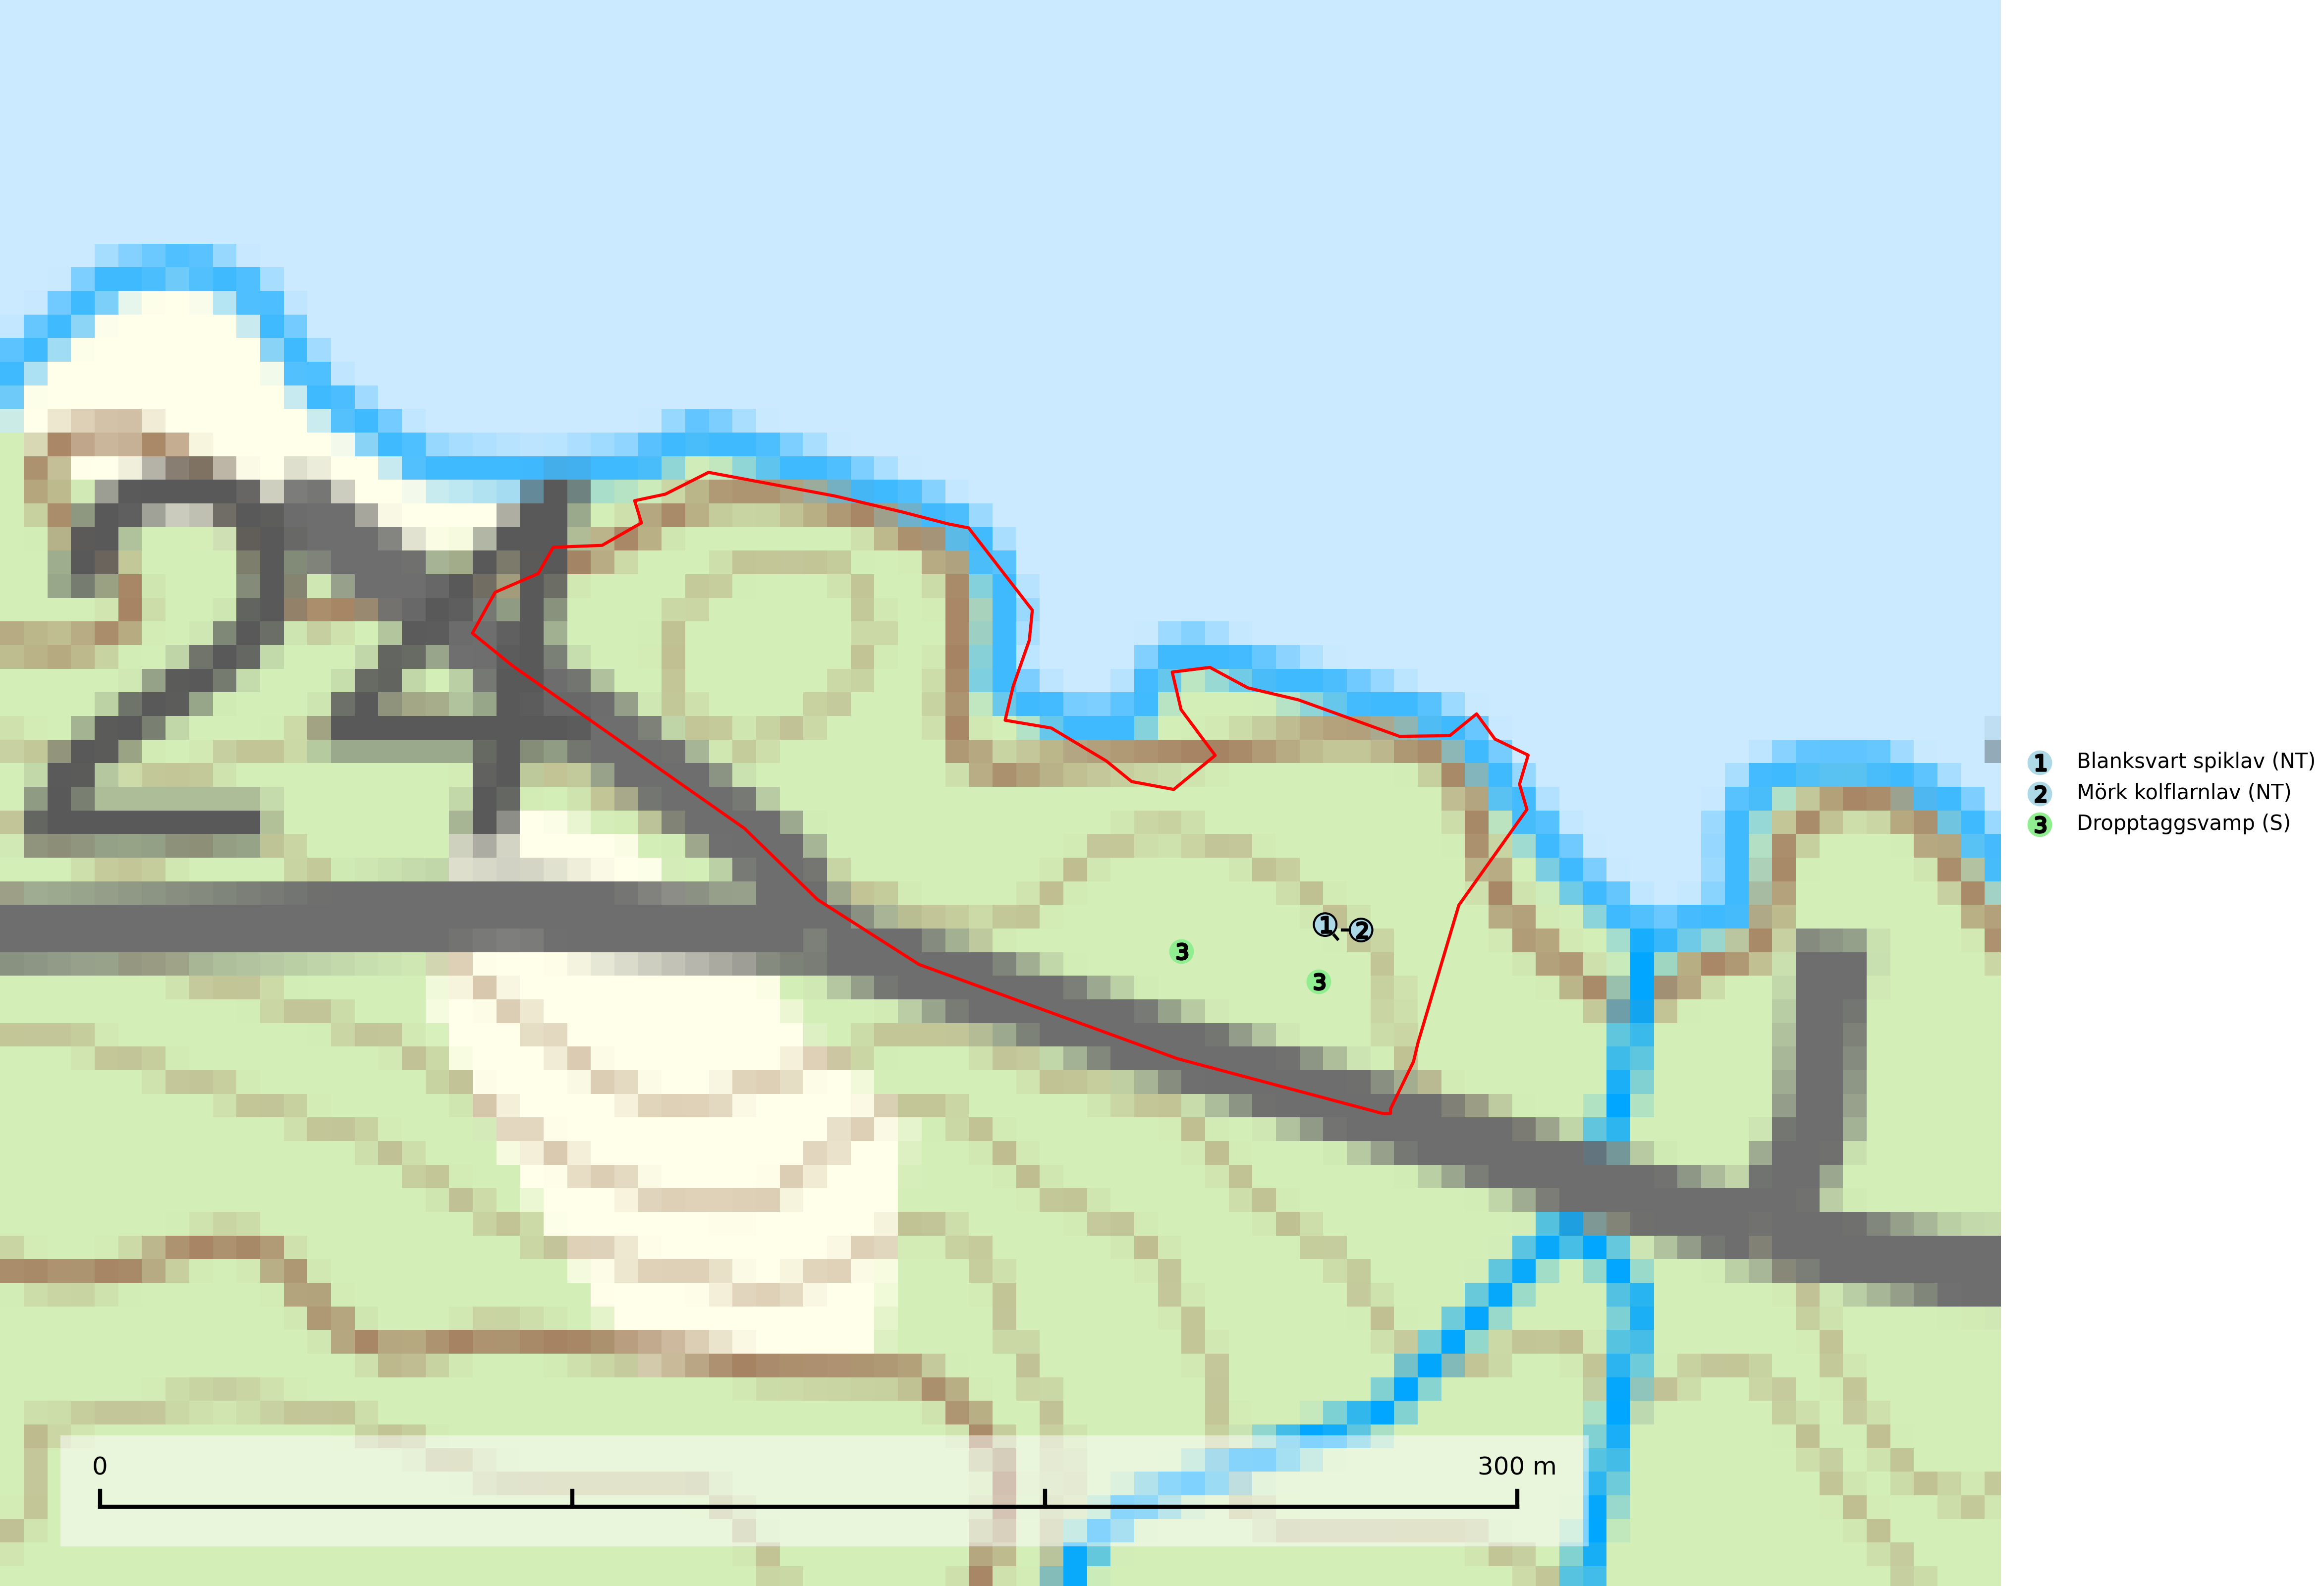 1 2
3
3
1 Blanksvart spiklav (NT)
2 Mörk kolflarnlav (NT)
3 Dropptaggsvamp (S)
0 300 m